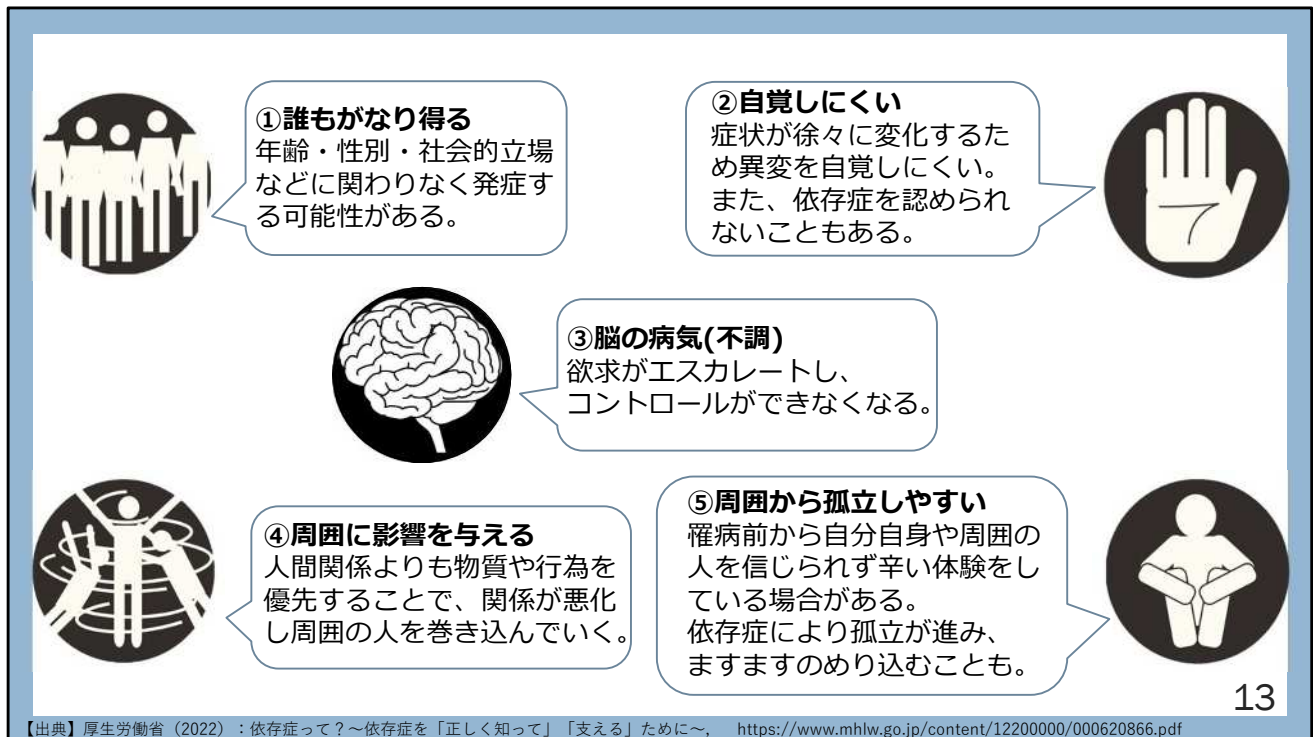 ①誰もがなり得る
年齢・性別・社会的立場
などに関わりなく発症す
る可能性がある。
②自覚しにくい
症状が徐々に変化するた
め異変を自覚しにくい。
また、依存症を認められ
ないこともある。
③脳の病気(不調)
欲求がエスカレートし、
コントロールができなくなる。
④周囲に影響を与える
人間関係よりも物質や行為を
優先することで、関係が悪化
し周囲の人を巻き込んでいく。
⑤周囲から孤立しやすい
罹病前から自分自身や周囲の
人を信じられず辛い体験をし
ている場合がある。
依存症により孤立が進み、
ますますのめり込むことも。
13
【出典】厚生労働省（2022）：依存症って？～依存症を「正しく知って」「支える」ために～, https://www.mhlw.go.jp/content/12200000/000620866.pdf